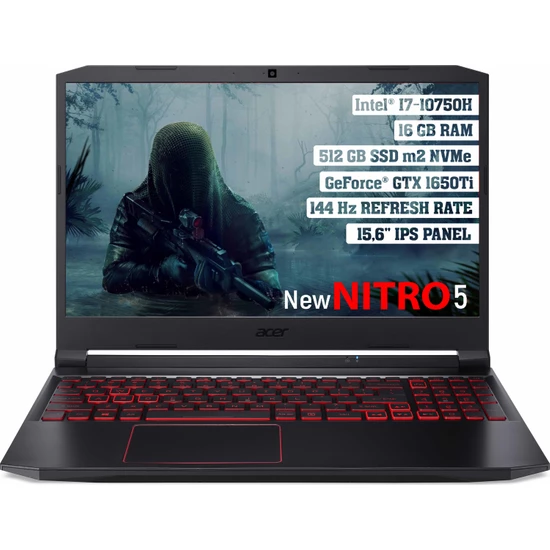 Intel® I7-10750H
16 GB RAM
512 GB SSD m2 NVMe
GeForce® GTX 1650Ti
144 Hz REFRESH RATE
15,6" IPS PANEL
New NITRO 5
acer